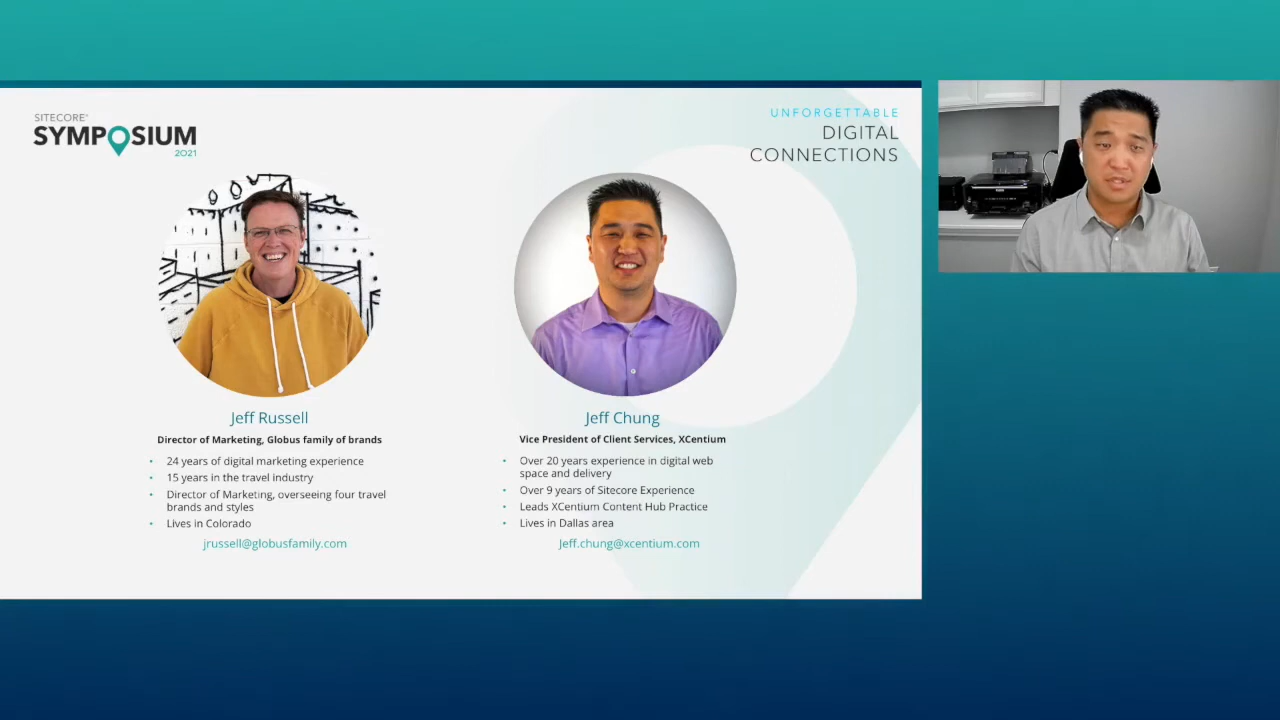 SITECORE®
SYMPOSIUM
2021
UNFORGETTABLE
DIGITAL
CONNECTIONS
Jeff Russell
Director of Marketing, Globus family of brands
• 24 years of digital marketing experience
• 15 years in the travel industry
• Director of Marketing, overseeing four travel
brands and styles
• Lives in Colorado
jrussell@globusfamily.com
Jeff Chung
Vice President of Client Services, XCentium
• Over 20 years experience in digital web
space and delivery
• Over 9 years of Sitecore Experience
• Leads XCentium Content Hub Practice
• Lives in Dallas area
Jeff.chung@xcentium.com